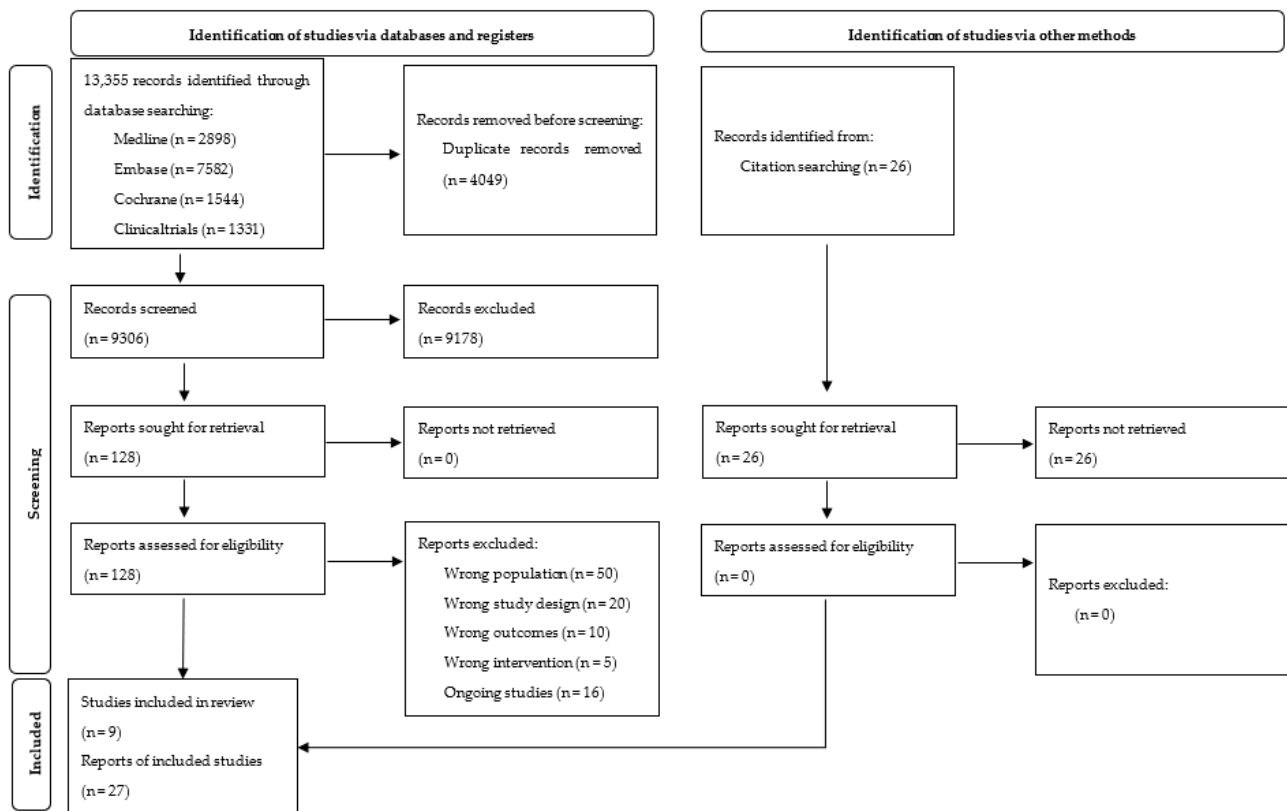 Identification of studies via databases and registers
Identification of studies via other methods
Identification
13,355 records identified through
database searching:
Medline (n = 2898)
Embase (n = 7582)
Cochrane (n = 1544)
Clinicaltrials (n = 1331)
Records removed before screening:
Duplicate records removed
(n = 4049)
Records identified from:
Citation searching (n = 26)
Screening
Records screened
(n = 9306)
Records excluded
(n = 9178)
Reports sought for retrieval
(n = 128)
Reports not retrieved
(n = 0)
Reports sought for retrieval
(n = 26)
Reports not retrieved
(n = 26)
Reports assessed for eligibility
(n = 128)
Reports excluded:
Wrong population (n = 50)
Wrong study design (n = 20)
Wrong outcomes (n = 10)
Wrong intervention (n = 5)
Ongoing studies (n = 16)
Reports assessed for eligibility
(n = 0)
Reports excluded:
(n = 0)
Included
Studies included in review
(n = 9)
Reports of included studies
(n = 27)